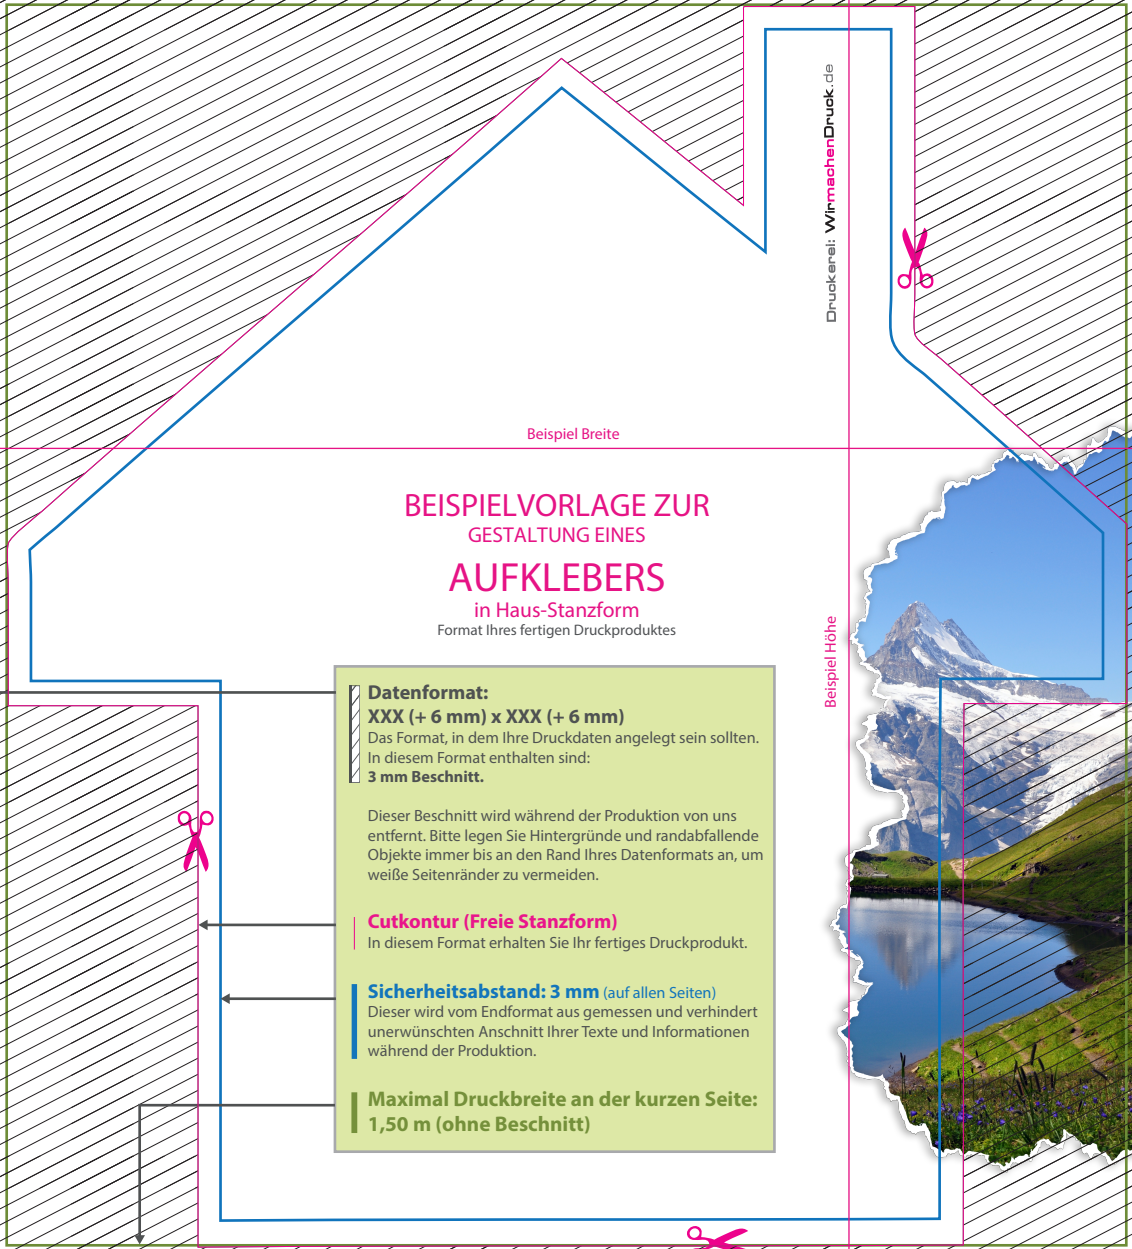 Druckerei: WirmachenDruck.de
Beispiel Breite
BEISPIELVORLAGE ZUR
GESTALTUNG EINES
AUFKLEBERS
in Haus-Stanzform
Format Ihres fertigen Druckproduktes
Beispiel Höhe
Datenformat:
XXX (+ 6 mm) x XXX (+ 6 mm)
Das Format, in dem Ihre Druckdaten angelegt sein sollten.
In diesem Format enthalten sind:
3 mm Beschnitt.
Dieser Beschnitt wird während der Produktion von uns
entfernt. Bitte legen Sie Hintergründe und randabfallende
Objekte immer bis an den Rand Ihres Datenformats an, um
weiße Seitenränder zu vermeiden.
Cutkontur (Freie Stanzform)
In diesem Format erhalten Sie Ihr fertiges Druckprodukt.
Sicherheitsabstand: 3 mm (auf allen Seiten)
Dieser wird vom Endformat aus gemessen und verhindert
unerwünschten Anschnitt Ihrer Texte und Informationen
während der Produktion.
Maximal Druckbreite an der kurzen Seite:
1,50 m (ohne Beschnitt)